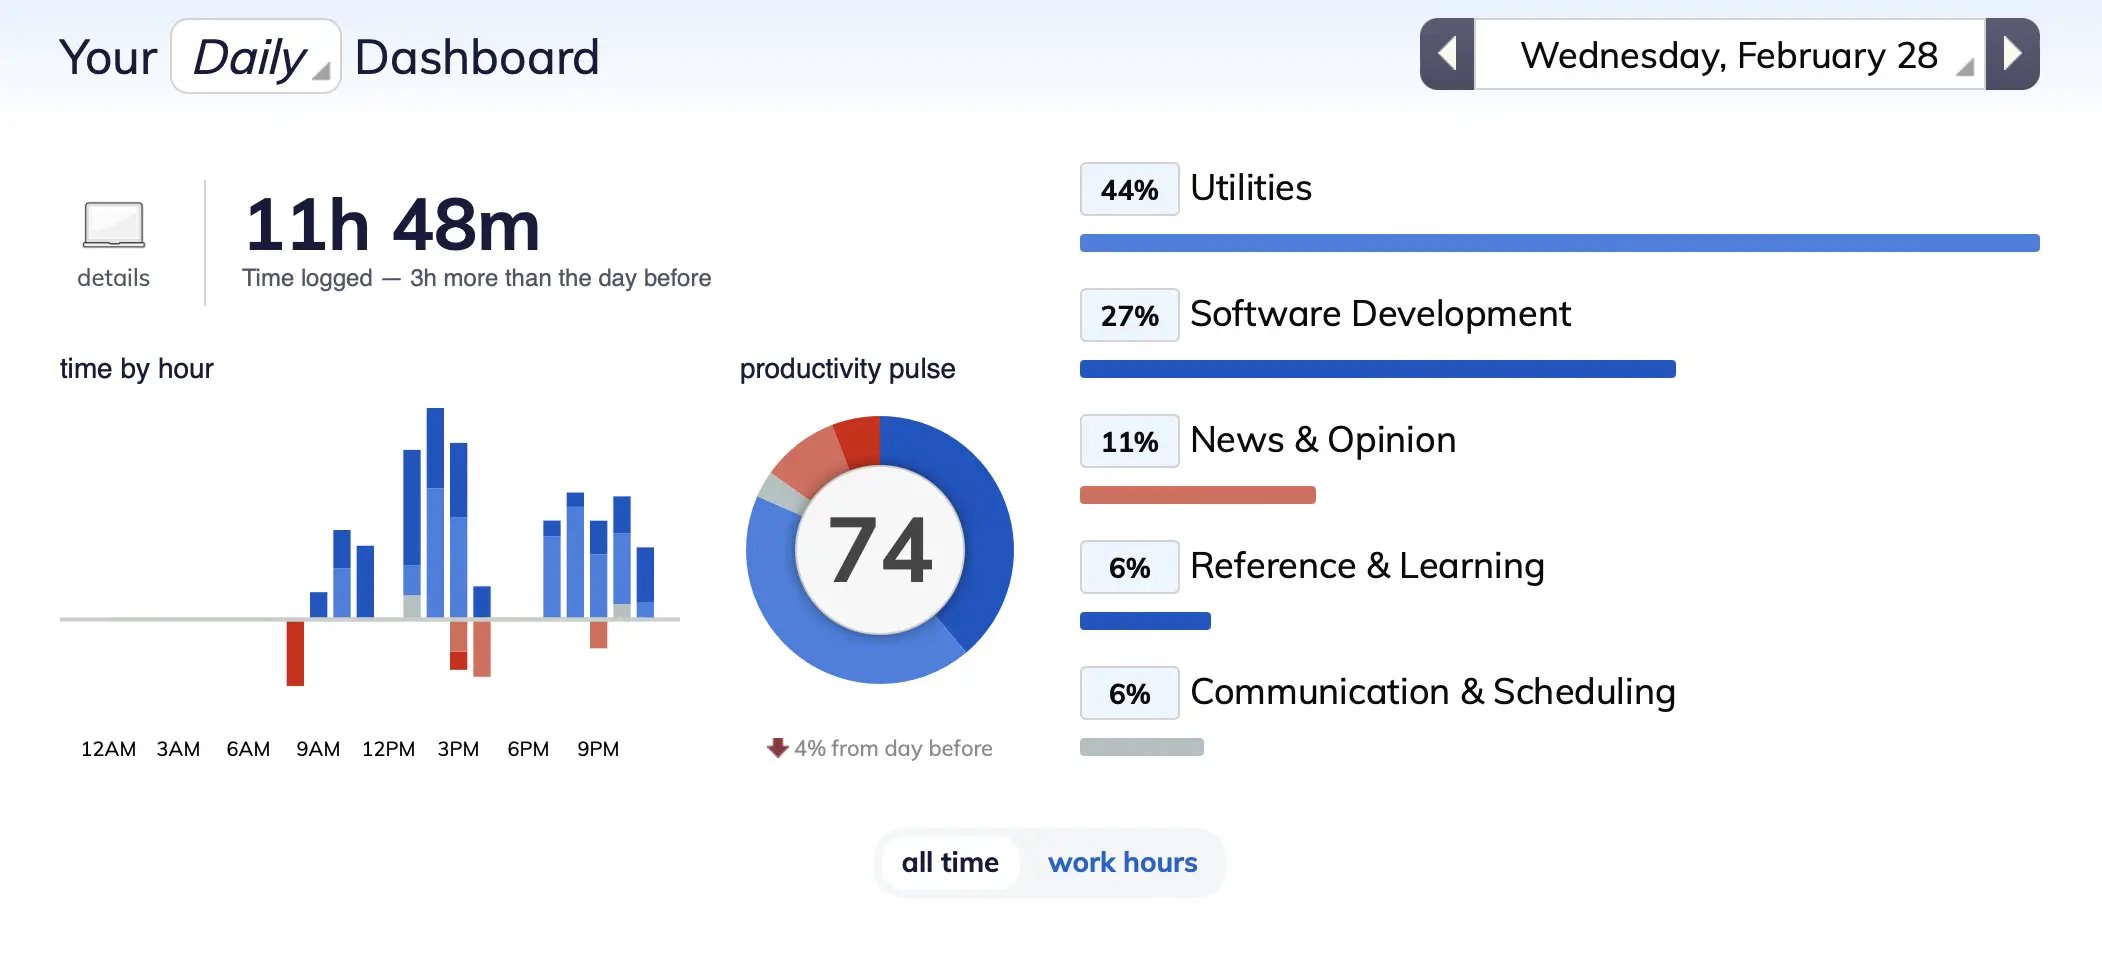 Your Daily Dashboard
Wednesday, February 28
details
11h 48m
Time logged — 3h more than the day before
time by hour
12AM 3AM 6AM 9AM 12PM 3PM 6PM 9PM
productivity pulse
74
4% from day before
44% Utilities
27% Software Development
11% News & Opinion
6% Reference & Learning
6% Communication & Scheduling
all time work hours